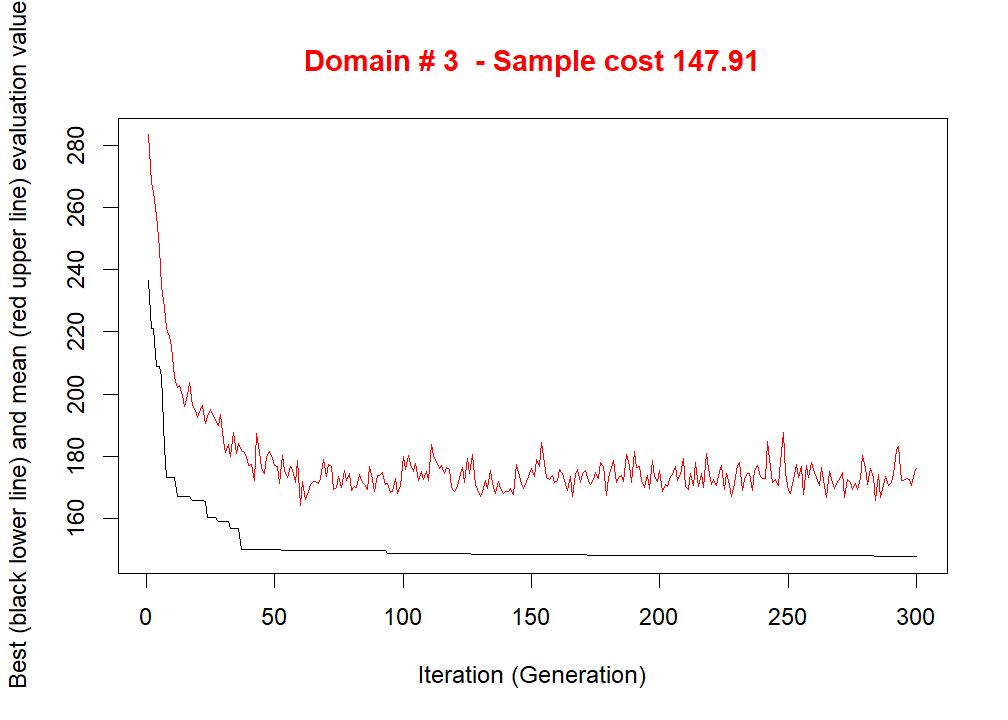 Domain # 3  - Sample cost 147.91
Best (black lower line) and mean (red upper line) evaluation value
280
260
240
220
200
180
160
0 50 100 150 200 250 300
Iteration (Generation)